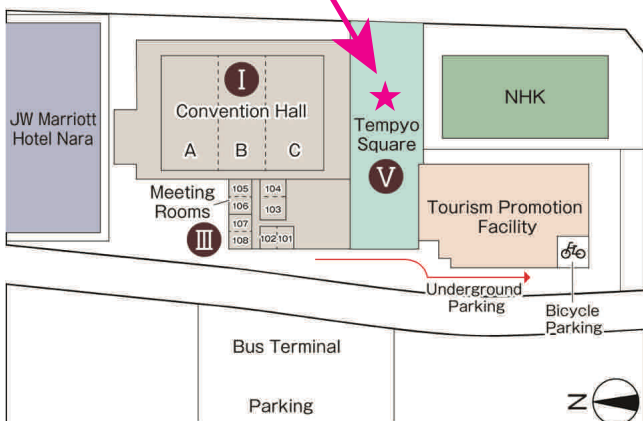 JW Marriott
Hotel Nara
I
Convention Hall
A B C
Tempyo
Square
V
NHK
Meeting
Rooms
III
105 104
106 103
107
108 102 101
Tourism Promotion
Facility
Underground
Parking
Bicycle
Parking
Bus Terminal
Parking
N